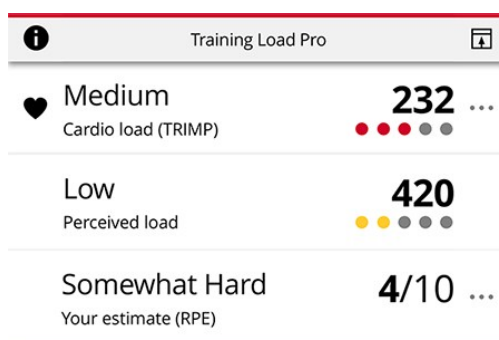 Training Load Pro
Medium 232
Cardio load (TRIMP)
Low 420
Perceived load
Somewhat Hard 4/10
Your estimate (RPE)